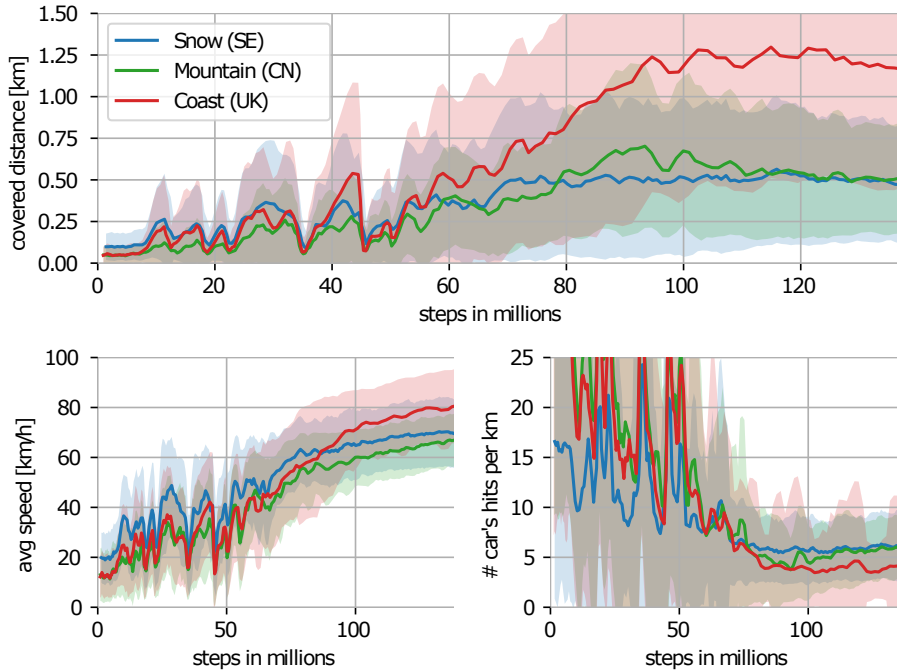 1.50
1.25
1.00
0.75
0.50
0.25
0.00
covered distance [km]
Snow (SE)
Mountain (CN)
Coast (UK)
0 20 40 60 80 100 120
steps in millions
100
80
60
40
20
0
avg speed [km/h]
0 50 100
steps in millions
25
20
15
10
5
0
# car's hits per km
0 50 100
steps in millions